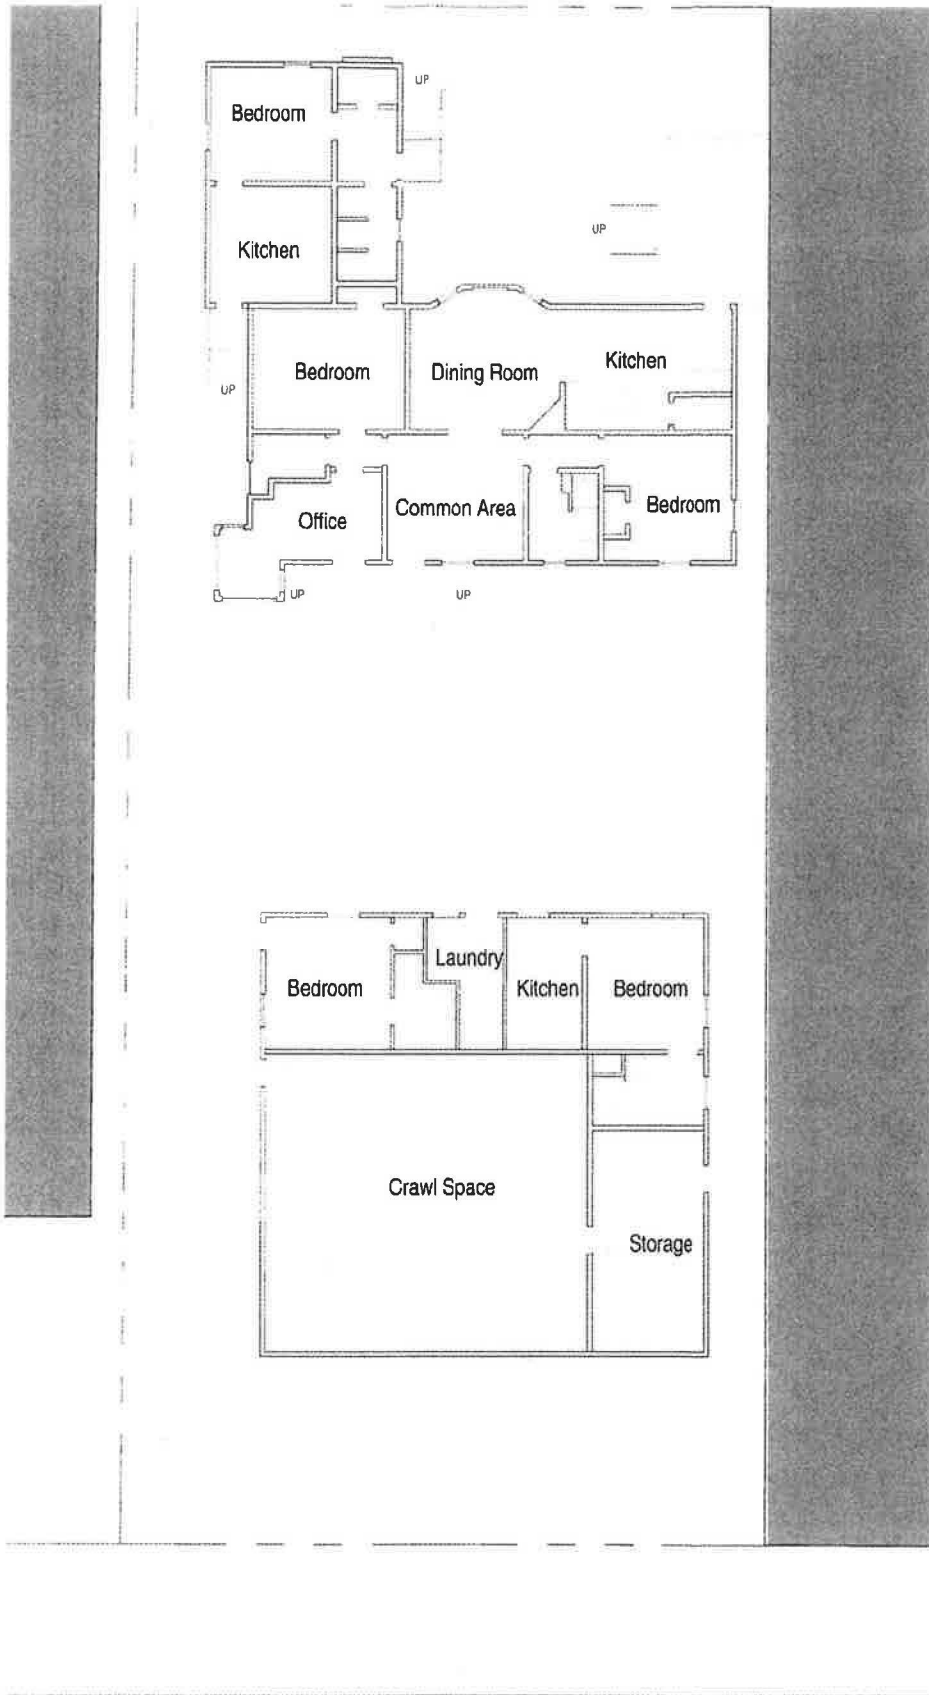 UP
Bedroom
UP
Kitchen
Bedroom
Dining Room
Kitchen
UP
Office
Common Area
Bedroom
UP
UP
Laundry
Bedroom
Kitchen
Bedroom
Crawl Space
Storage